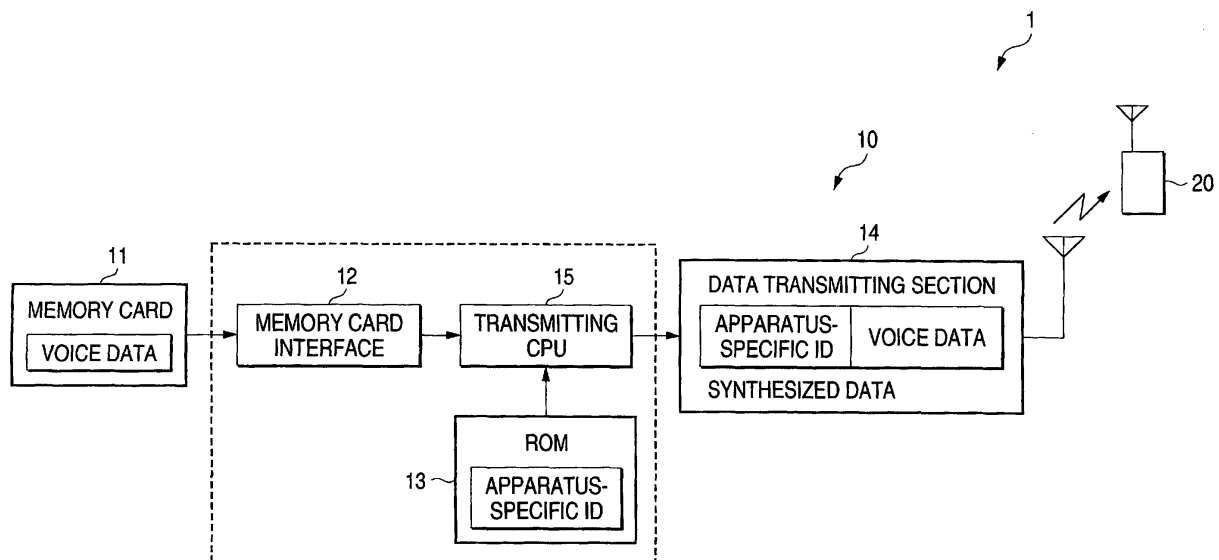 1
10
20
11
MEMORY CARD
VOICE DATA
12
MEMORY CARD
INTERFACE
15
TRANSMITTING
CPU
14
DATA TRANSMITTING SECTION
APPARATUS-
SPECIFIC ID
VOICE DATA
SYNTHESIZED DATA
13
ROM
APPARATUS-
SPECIFIC ID